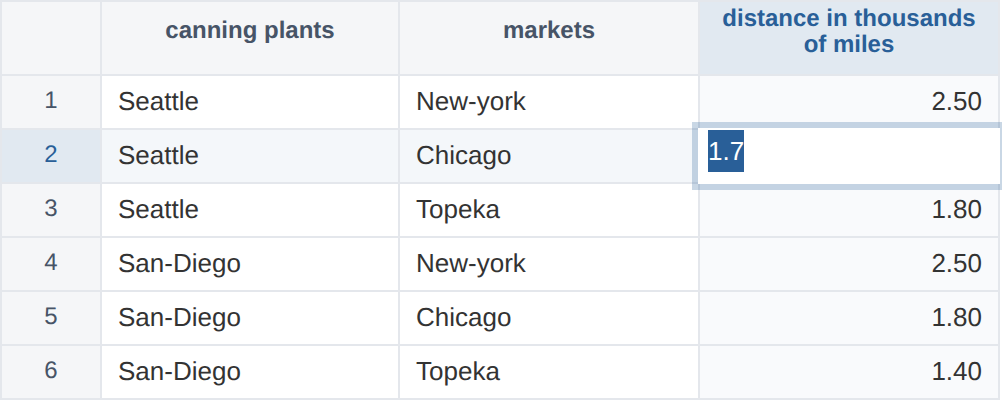 canning plants markets distance in thousands
of miles
1 Seattle New-york 2.50
2 Seattle Chicago 1.7
3 Seattle Topeka 1.80
4 San-Diego New-york 2.50
5 San-Diego Chicago 1.80
6 San-Diego Topeka 1.40